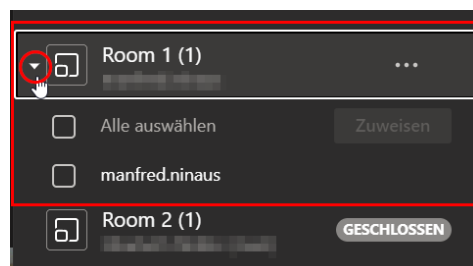 Room 1 (1)
Alle auswählen Zuweisen
manfred.ninaus
Room 2 (1)
GESCHLOSSEN